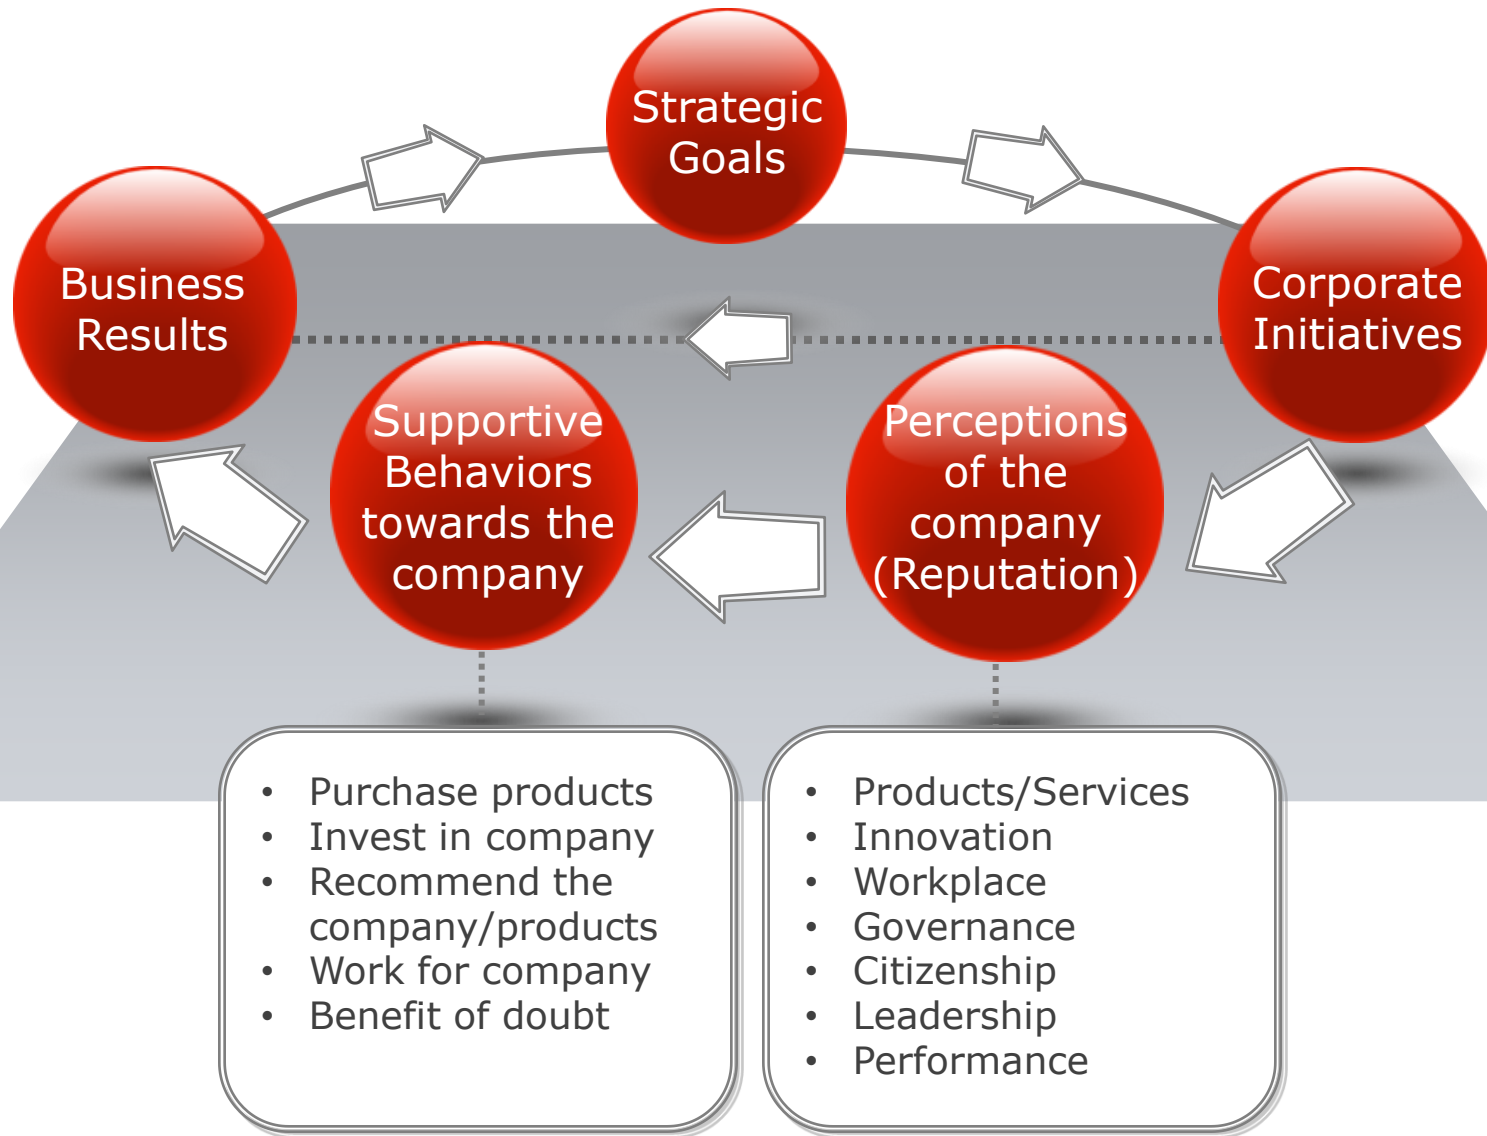 Strategic
Goals
Business
Results
Corporate
Initiatives
Supportive
Behaviors
towards the
company
Perceptions
of the
company
(Reputation)
• Purchase products
• Invest in company
• Recommend the
company/products
• Work for company
• Benefit of doubt
• Products/Services
• Innovation
• Workplace
• Governance
• Citizenship
• Leadership
• Performance